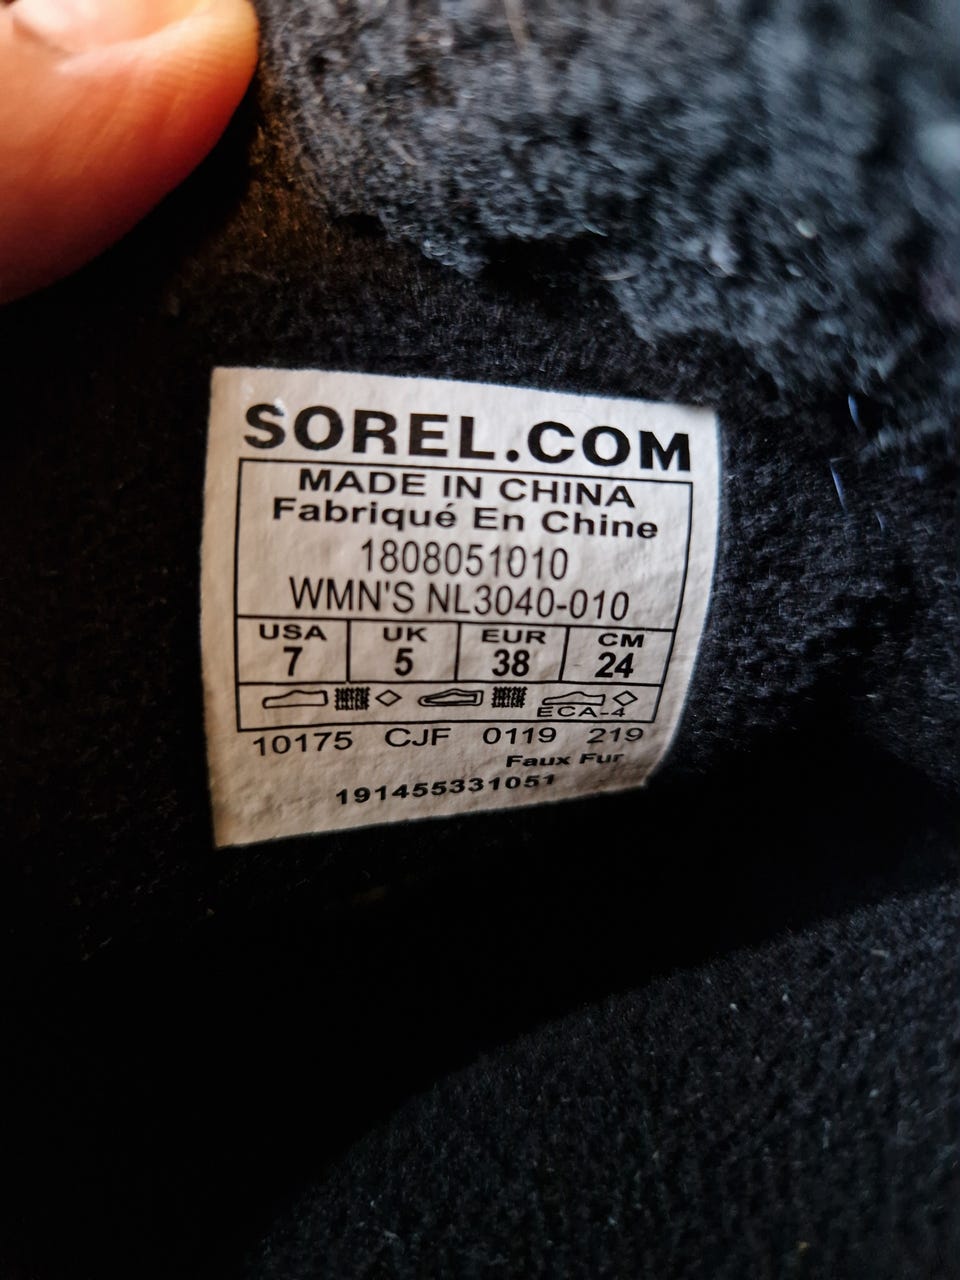 SOREL.COM
MADE IN CHINA
Fabriqué En Chine
1808051010
WMN'S NL3040-010
USA UK EUR CM
7 5 38 24
ECA-4
10175 CJF 0119 219
Faux Fur
191455331051